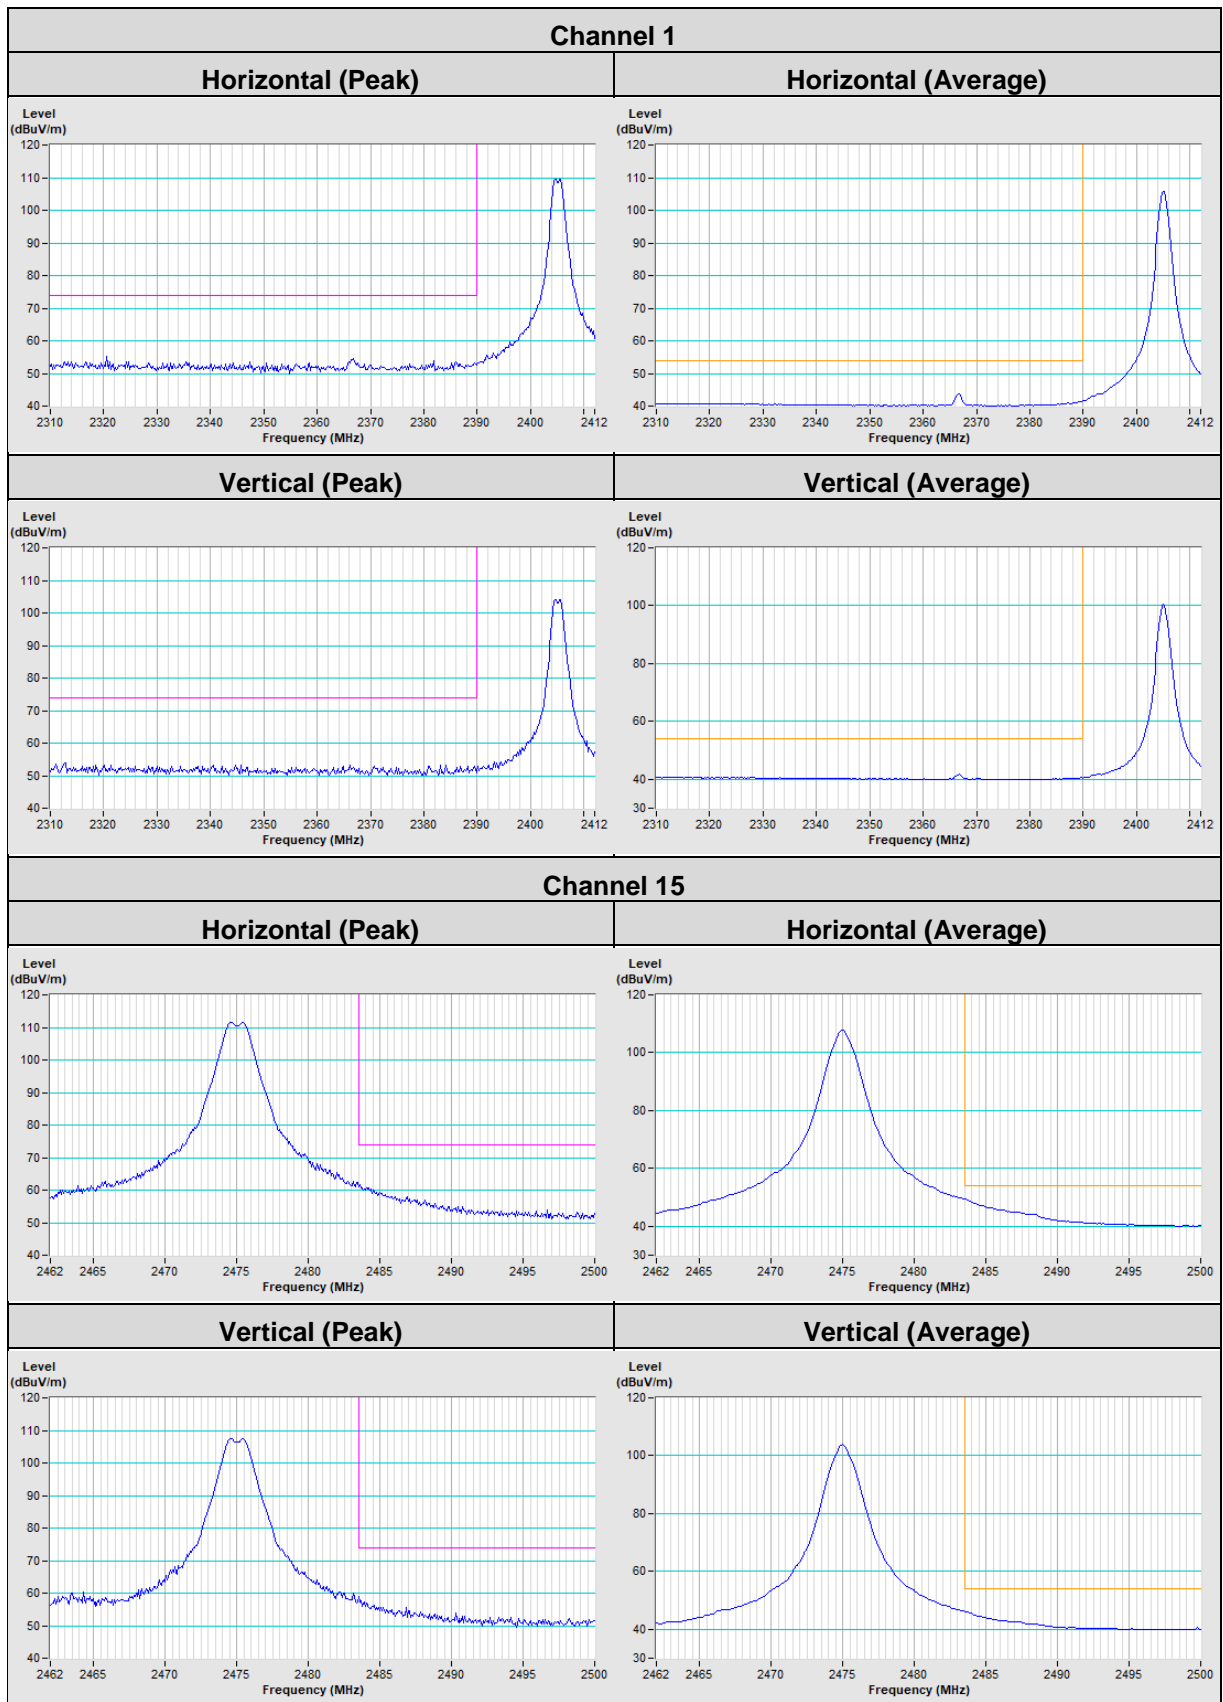 Channel 1
Horizontal (Peak) Horizontal (Average)
Level Level
(dBuV/m) (dBuV/m)
120 120
110 110
100 100
90 90
80 80
70 70
60 60
50 50
40 40
2310 2320 2330 2340 2350 2360 2370 2380 2390 2400 2412 2310 2320 2330 2340 2350 2360 2370 2380 2390 2400 2412
Frequency (MHz) Frequency (MHz)
Vertical (Peak) Vertical (Average)
Level Level
(dBuV/m) (dBuV/m)
120 120
110
100 100
90
80 80
70
60 60
50
40 40
30
2310 2320 2330 2340 2350 2360 2370 2380 2390 2400 2412 2310 2320 2330 2340 2350 2360 2370 2380 2390 2400 2412
Frequency (MHz) Frequency (MHz)
Channel 15
Horizontal (Peak) Horizontal (Average)
Level Level
(dBuV/m) (dBuV/m)
120 120
110
100 100
90
80 80
70
60 60
50
40 40
30
2462 2465 2470 2475 2480 2485 2490 2495 2500 2462 2465 2470 2475 2480 2485 2490 2495 2500
Frequency (MHz) Frequency (MHz)
Vertical (Peak) Vertical (Average)
Level Level
(dBuV/m) (dBuV/m)
120 120
110
100 100
90
80 80
70
60 60
50
40 40
30
2462 2465 2470 2475 2480 2485 2490 2495 2500 2462 2465 2470 2475 2480 2485 2490 2495 2500
Frequency (MHz) Frequency (MHz)